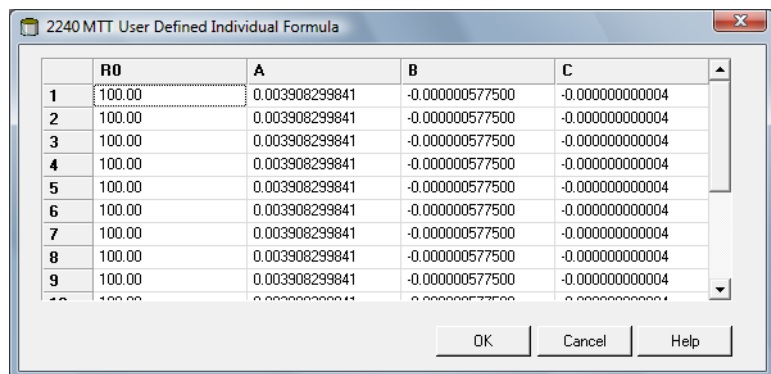 2240 MTT User Defined Individual Formula
R0 A B C
1 100.00 0.003908299841 -0.000000577500 -0.000000000004
2 100.00 0.003908299841 -0.000000577500 -0.000000000004
3 100.00 0.003908299841 -0.000000577500 -0.000000000004
4 100.00 0.003908299841 -0.000000577500 -0.000000000004
5 100.00 0.003908299841 -0.000000577500 -0.000000000004
6 100.00 0.003908299841 -0.000000577500 -0.000000000004
7 100.00 0.003908299841 -0.000000577500 -0.000000000004
8 100.00 0.003908299841 -0.000000577500 -0.000000000004
9 100.00 0.003908299841 -0.000000577500 -0.000000000004
OK Cancel Help